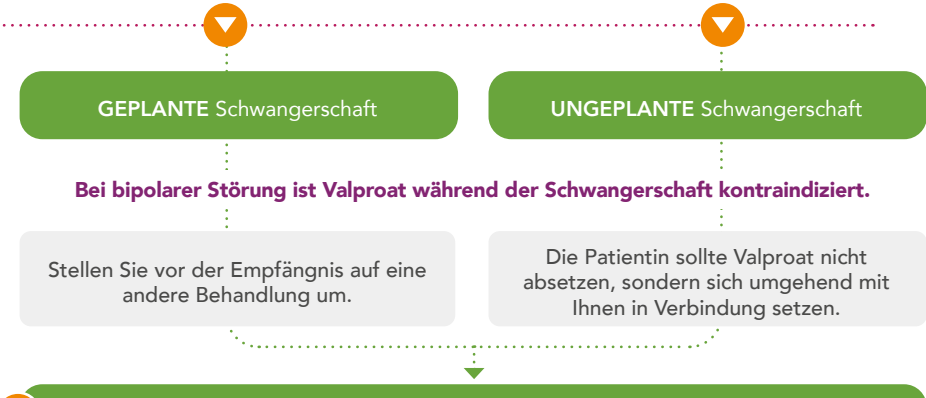 GEPLANTE Schwangerschaft
UNGEPLANTE Schwangerschaft
Bei bipolarer Störung ist Valproat während der Schwangerschaft kontraindiziert.
Stellen Sie vor der Empfängnis auf eine
andere Behandlung um.
Die Patientin sollte Valproat nicht
absetzen, sondern sich umgehend mit
Ihnen in Verbindung setzen.